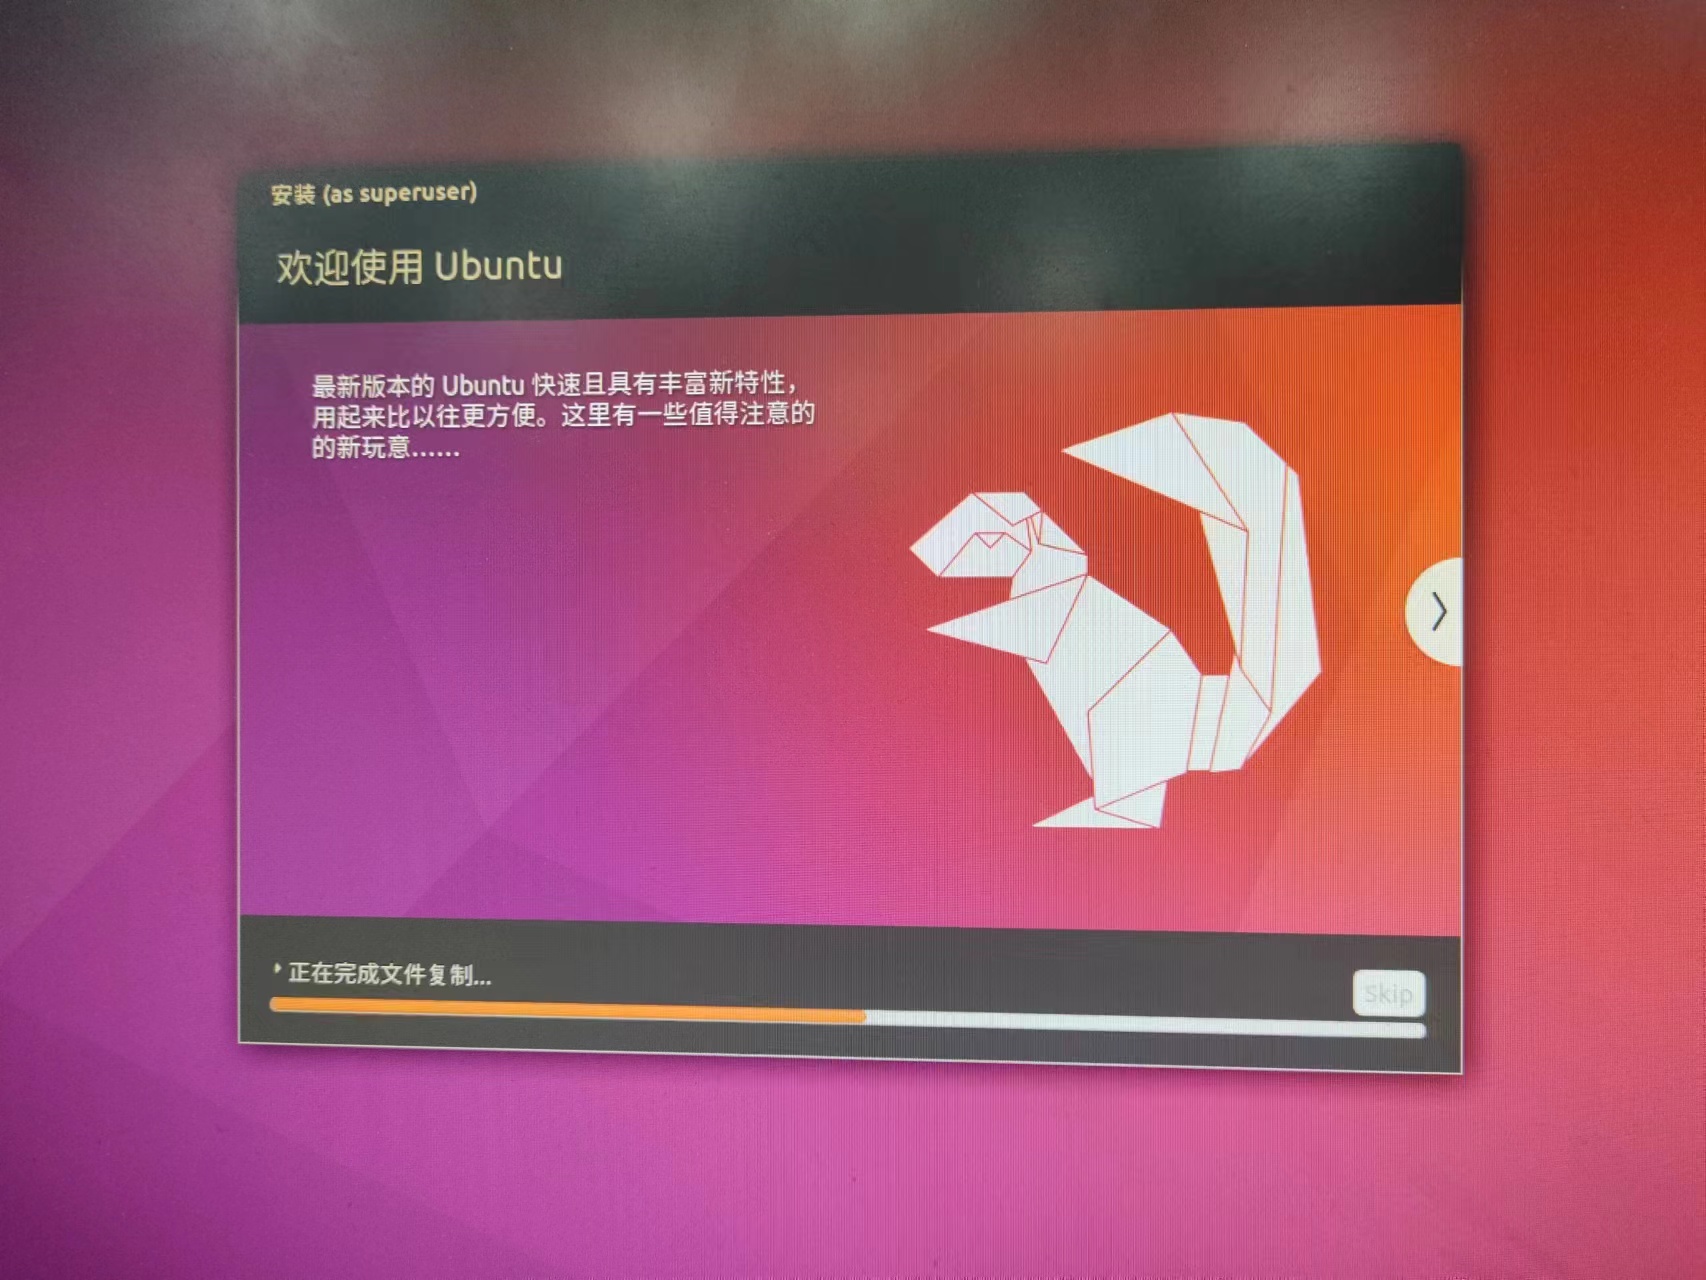 安装 (as superuser)
欢迎使用 Ubuntu
最新版本的 Ubuntu 快速且具有丰富新特性，
用起来比以往更方便。这里有一些值得注意的
的新玩意……
正在完成文件复制...
Skip